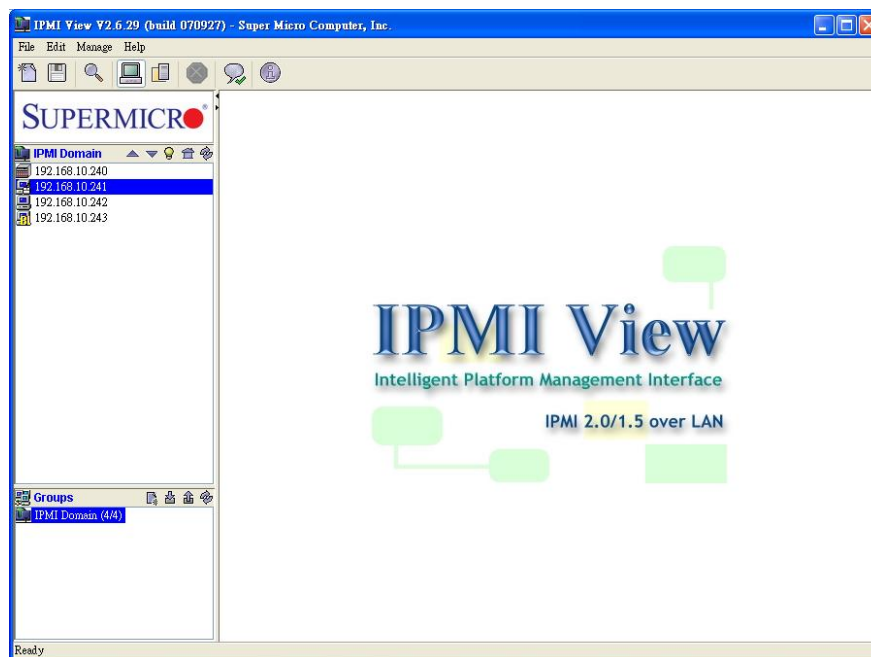 IPMI View V2.6.29 (build 070927) - Super Micro Computer, Inc.
File Edit Manage Help
SUPERMICRO®
IPMI Domain
192.168.10.240
192.168.10.241
192.168.10.242
192.168.10.243
IPMI View
Intelligent Platform Management Interface
IPMI 2.0/1.5 over LAN
Groups
IPMI Domain (4/4)
Ready